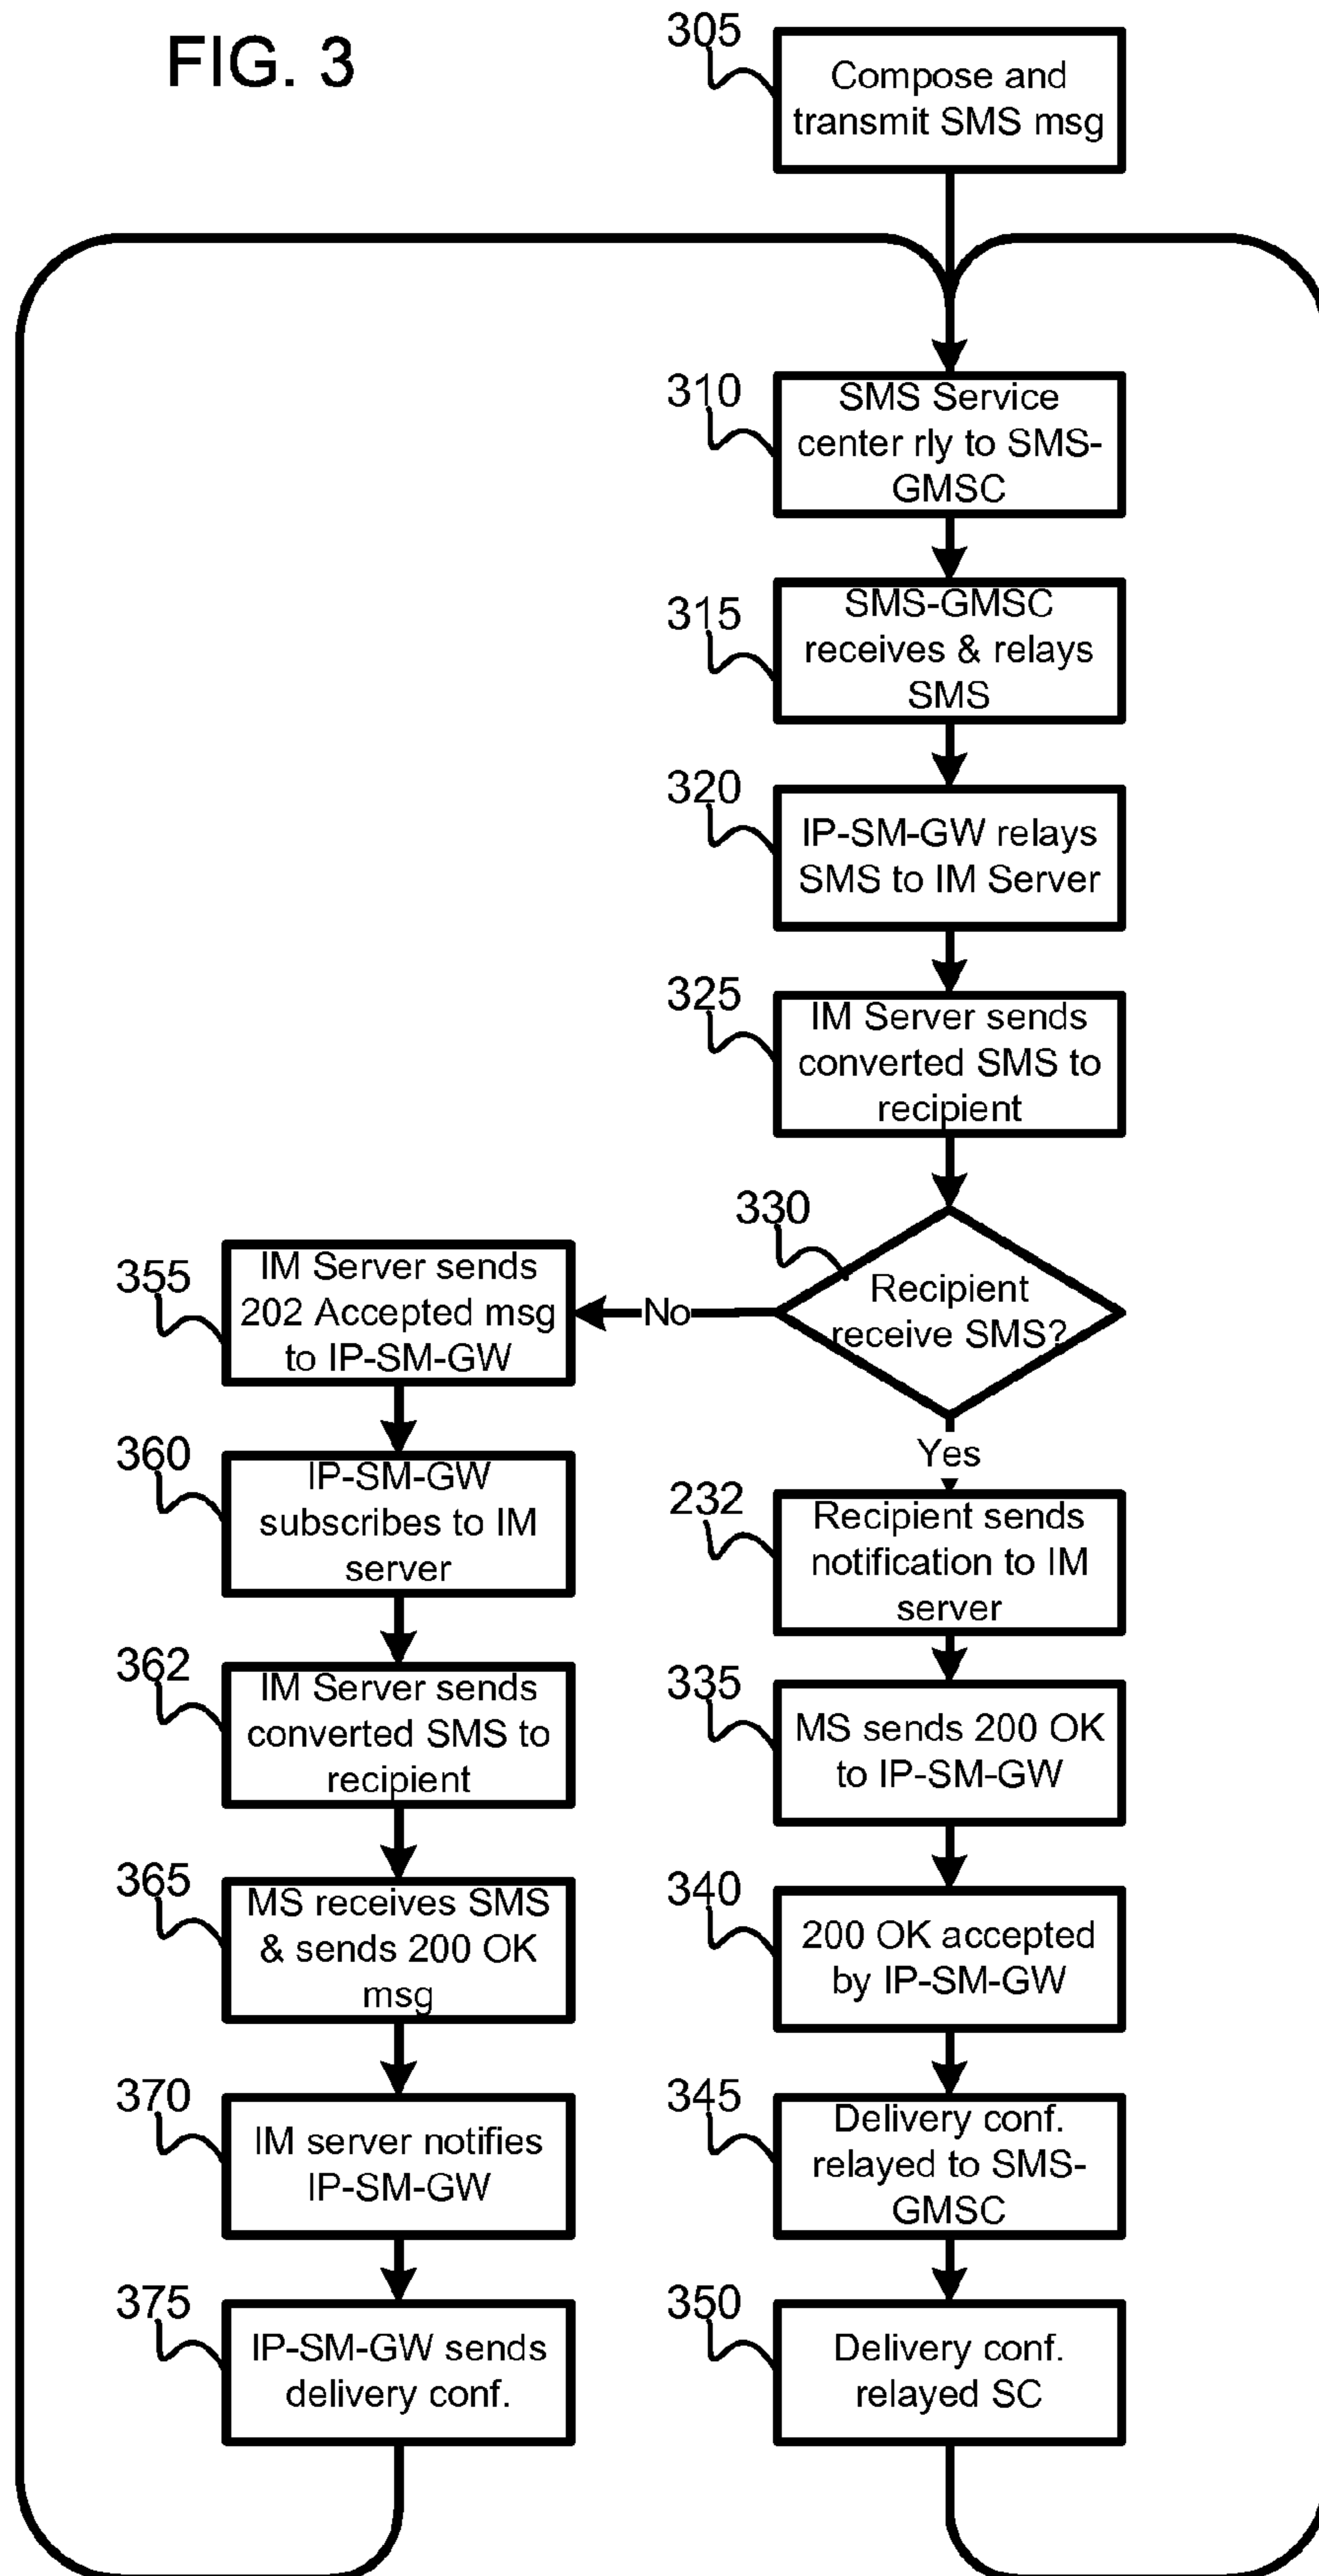 FIG. 3
305
Compose and
transmit SMS msg
310
SMS Service
center rly to SMS-
GMSC
315
SMS-GMSC
receives & relays
SMS
320
IP-SM-GW relays
SMS to IM Server
325
IM Server sends
converted SMS to
recipient
330
Recipient
receive SMS?
No
Yes
355
IM Server sends
202 Accepted msg
to IP-SM-GW
360
IP-SM-GW
subscribes to IM
server
362
IM Server sends
converted SMS to
recipient
365
MS receives SMS
& sends 200 OK
msg
370
IM server notifies
IP-SM-GW
375
IP-SM-GW sends
delivery conf.
232
Recipient sends
notification to IM
server
335
MS sends 200 OK
to IP-SM-GW
340
200 OK accepted
by IP-SM-GW
345
Delivery conf.
relayed to SMS-
GMSC
350
Delivery conf.
relayed SC